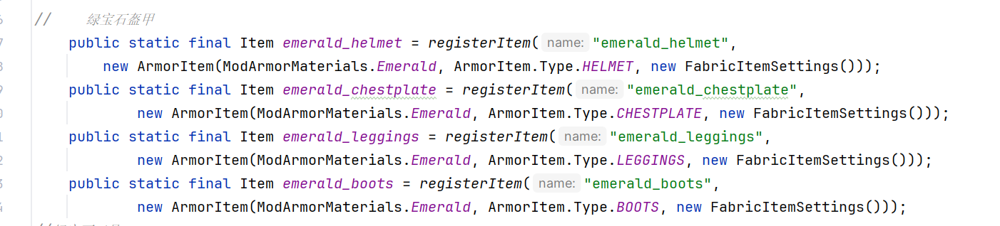 // 绿宝石盔甲
public static final Item emerald_helmet = registerItem( name: "emerald_helmet",
new ArmorItem(ModArmorMaterials.Emerald, ArmorItem.Type.HELMET, new FabricItemSettings()));
public static final Item emerald_chestplate = registerItem( name: "emerald_chestplate",
new ArmorItem(ModArmorMaterials.Emerald, ArmorItem.Type.CHESTPLATE, new FabricItemSettings()));
public static final Item emerald_leggings = registerItem( name: "emerald_leggings",
new ArmorItem(ModArmorMaterials.Emerald, ArmorItem.Type.LEGGINGS, new FabricItemSettings()));
public static final Item emerald_boots = registerItem( name: "emerald_boots",
new ArmorItem(ModArmorMaterials.Emerald, ArmorItem.Type.BOOTS, new FabricItemSettings()));